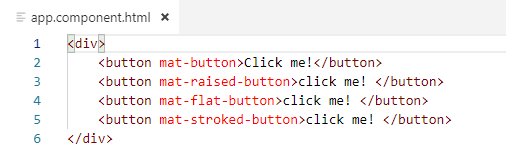 app.component.html ×
1 <div>
2     <button mat-button>Click me!</button>
3     <button mat-raised-button>click me! </button>
4     <button mat-flat-button>click me! </button>
5     <button mat-stroked-button>click me! </button>
6 </div>